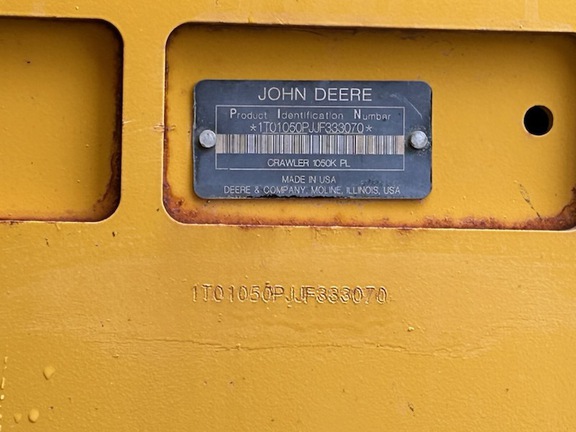 JOHN DEERE
Product Identification Number
*1T01050PJJF333070*
CRAWLER 1050K PL
MADE IN USA
DEERE & COMPANY, MOLINE, ILLINOIS, USA
1T01050PJJF333070